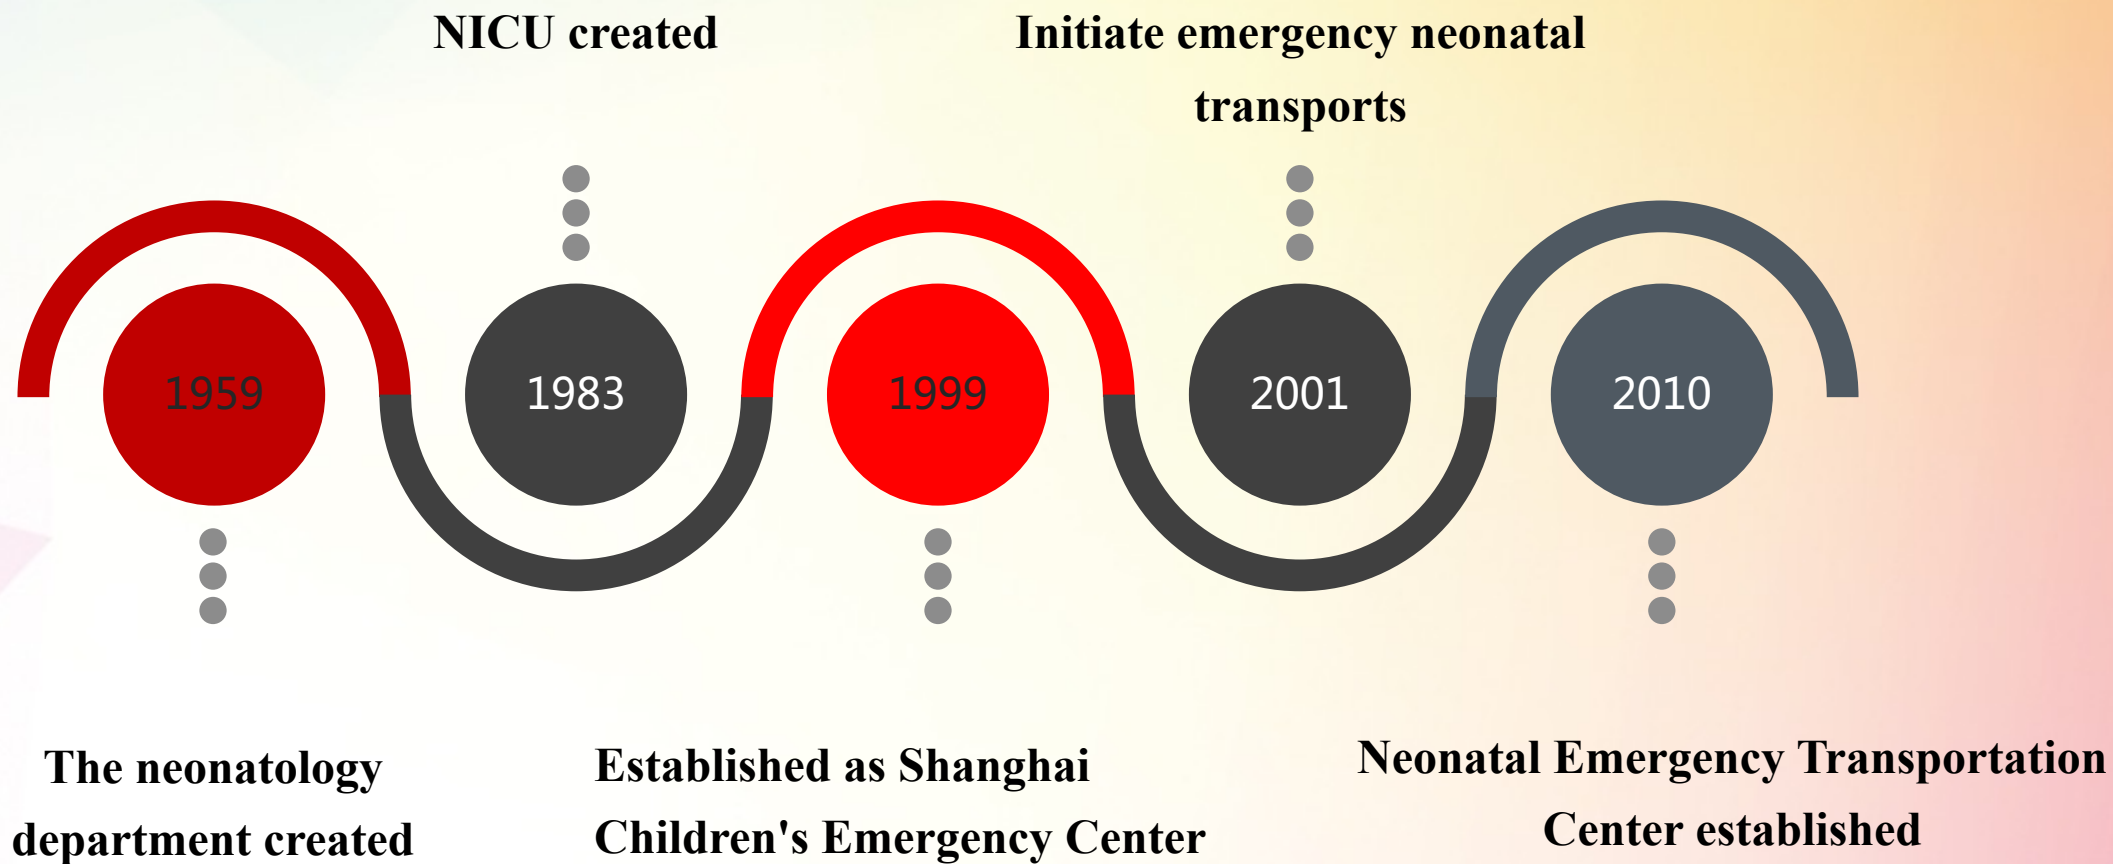 NICU created
Initiate emergency neonatal
transports
1959
1983
1999
2001
2010
The neonatology
department created
Established as Shanghai
Children's Emergency Center
Neonatal Emergency Transportation
Center established